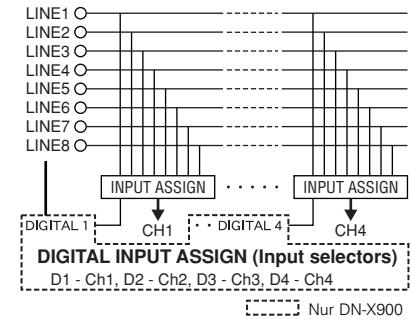 LINE1
LINE2
LINE3
LINE4
LINE5
LINE6
LINE7
LINE8
INPUT ASSIGN · · · · · INPUT ASSIGN
DIGITAL 1 CH1 · · DIGITAL 4 CH4
DIGITAL INPUT ASSIGN (Input selectors)
D1 - Ch1, D2 - Ch2, D3 - Ch3, D4 - Ch4
Nur DN-X900